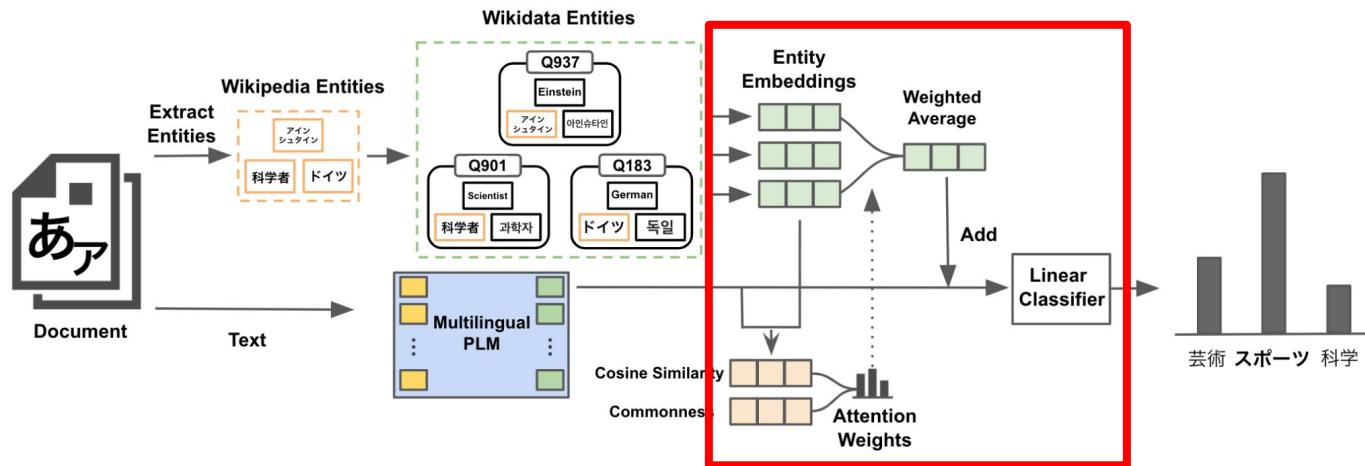 Wikidata Entities
Wikipedia Entities
Extract
Entities
アイン
シュタイン
科学者
ドイツ
Q937
Einstein
アイン
シュタイン
아인슈타인
Q901
Scientist
科学者
과학자
Q183
German
ドイツ
독일
Entity
Embeddings
Weighted
Average
Add
Linear
Classifier
あア
Document
Text
Multilingual
PLM
Cosine Similarity
Commonness
Attention
Weights
芸術
スポーツ
科学